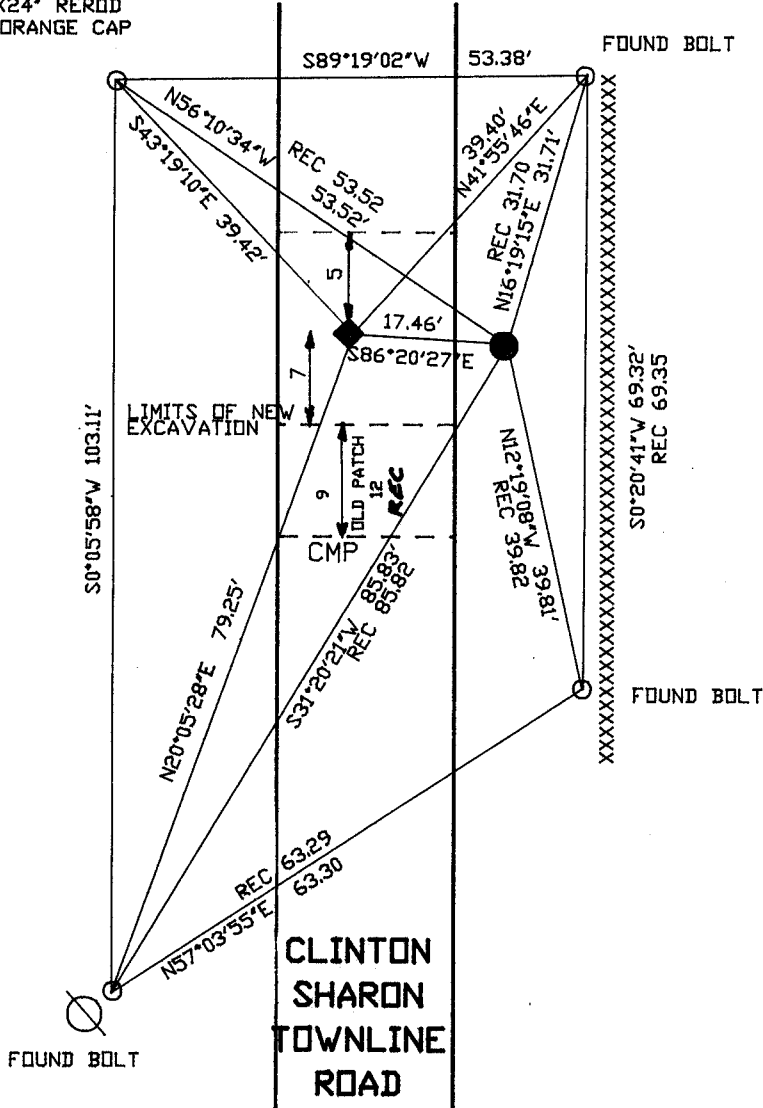 X24" REROD
ORANGE CAP
FOUND BOLT
S89°19'02"W 53.38'
N56°10'34"W
REC 53.52
53.52'
S43°19'10"E 39.42'
39.40'
N41°55'46"E
REC 31.70
N16°19'15"E 31.71'
5
17.46'
S86°20'27"E
7
LIMITS OF NEW
EXCAVATION
9
OLD PATCH
12
REC
CMP
S0°05'58"W 103.11'
S0°20'41"W 69.32'
REC 69.35
N12°19'08"W 39.81'
REC 39.82
N20°05'28"E 79.25'
S31°20'21"W 85.83'
REC 85.82
FOUND BOLT
REC 63.29
N57°03'55"E 63.30
CLINTON
SHARON
TOWNLINE
ROAD
FOUND BOLT